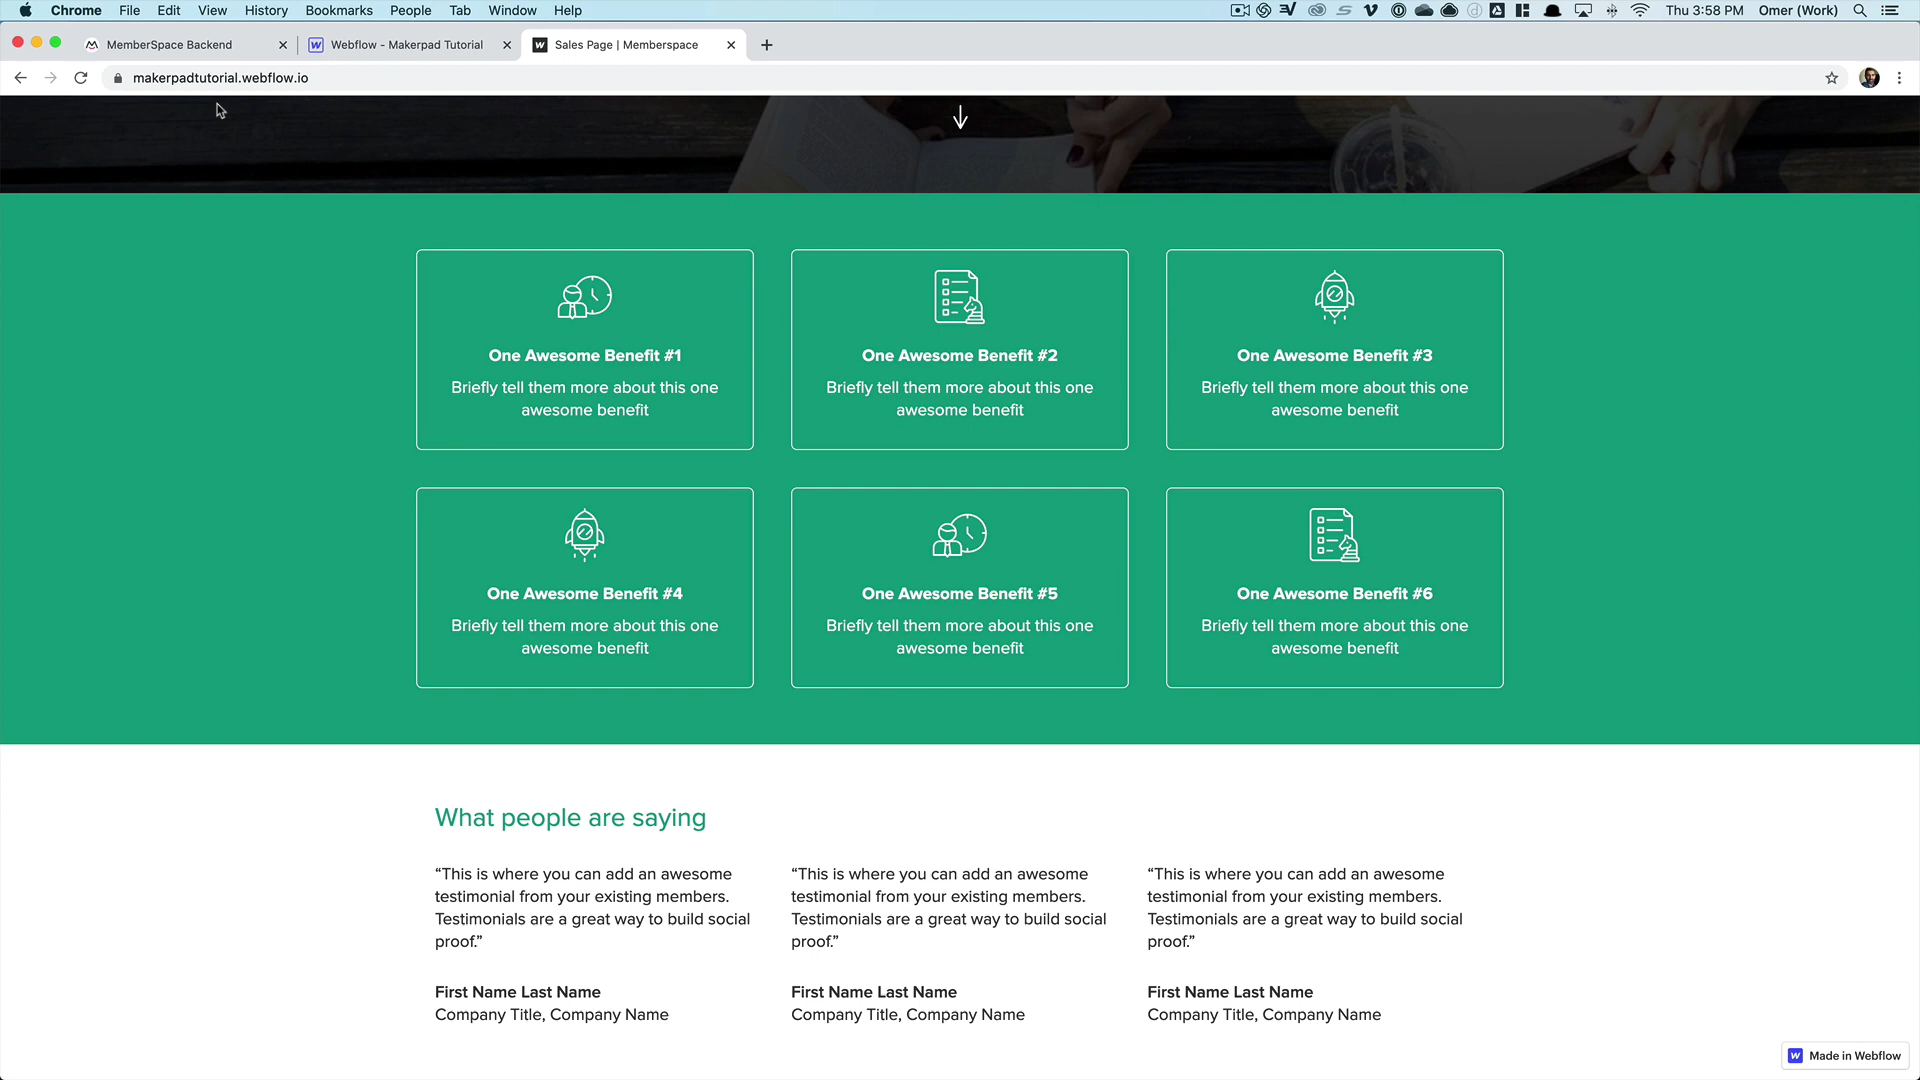 Chrome File Edit View History Bookmarks People Tab Window Help Thu 3:58 PM Omer (Work)
MemberSpace Backend Webflow - Makerpad Tutorial Sales Page | Memberspace
makerpadtutorial.webflow.io
One Awesome Benefit #1
Briefly tell them more about this one
awesome benefit
One Awesome Benefit #2
Briefly tell them more about this one
awesome benefit
One Awesome Benefit #3
Briefly tell them more about this one
awesome benefit
One Awesome Benefit #4
Briefly tell them more about this one
awesome benefit
One Awesome Benefit #5
Briefly tell them more about this one
awesome benefit
One Awesome Benefit #6
Briefly tell them more about this one
awesome benefit
What people are saying
“This is where you can add an awesome
testimonial from your existing members.
Testimonials are a great way to build social
proof.”
First Name Last Name
Company Title, Company Name
“This is where you can add an awesome
testimonial from your existing members.
Testimonials are a great way to build social
proof.”
First Name Last Name
Company Title, Company Name
“This is where you can add an awesome
testimonial from your existing members.
Testimonials are a great way to build social
proof.”
First Name Last Name
Company Title, Company Name
Made in Webflow